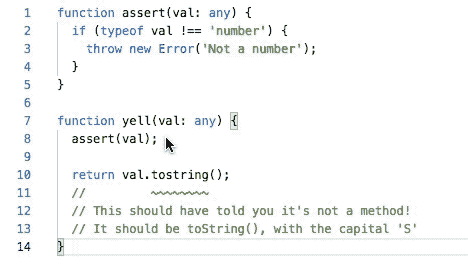 1 function assert(val: any) {
2   if (typeof val !== 'number') {
3     throw new Error('Not a number');
4   }
5 }
6
7 function yell(val: any) {
8   assert(val);
9
10   return val.tostring();
11   //         ~~~~~~~~
12   // This should have told you it's not a method!
13   // It should be toString(), with the capital 'S'
14 }